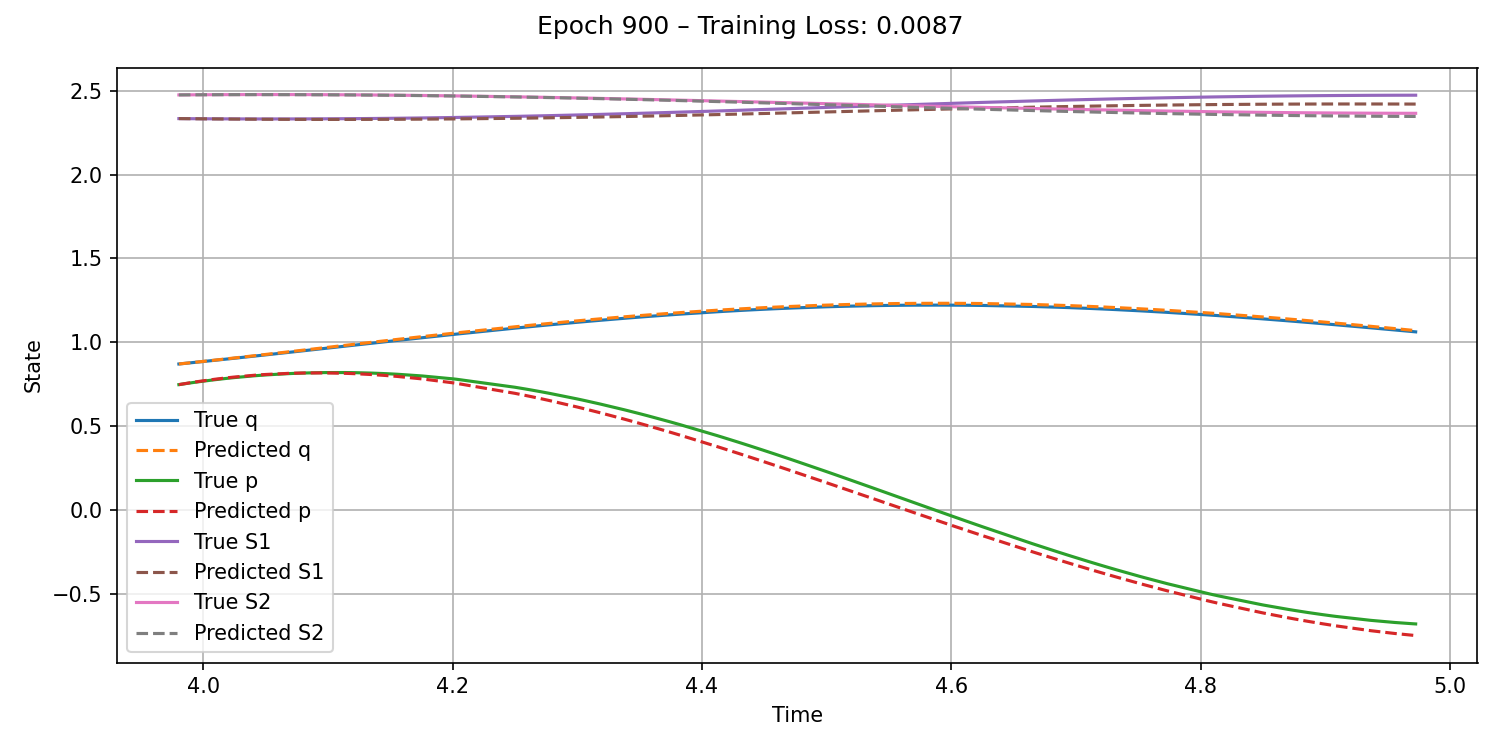 Epoch 900 – Training Loss: 0.0087
2.5
2.0
1.5
1.0
0.5
0.0
−0.5
State
True q
Predicted q
True p
Predicted p
True S1
Predicted S1
True S2
Predicted S2
4.0 4.2 4.4 4.6 4.8 5.0
Time